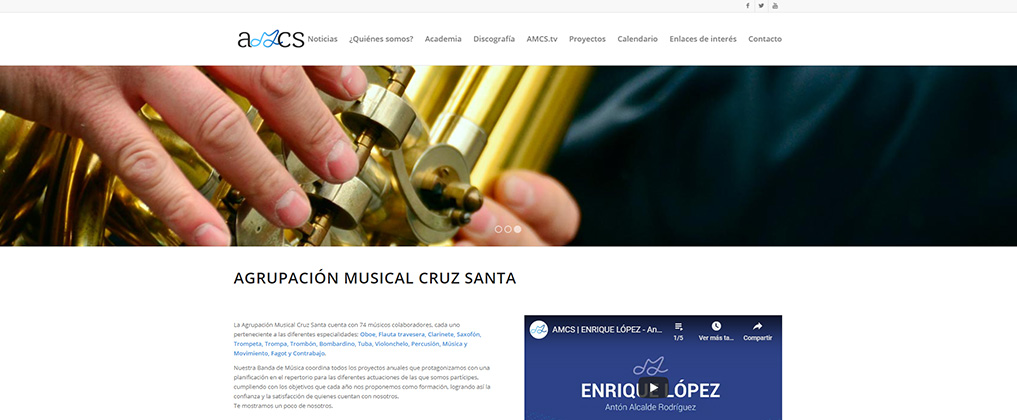 aMCS
Noticias ¿Quiénes somos? Academia Discografía AMCS.tv Proyectos Calendario Enlaces de interés Contacto
AGRUPACIÓN MUSICAL CRUZ SANTA
La Agrupación Musical Cruz Santa cuenta con 74 músicos colaboradores, cada uno
perteneciente a las diferentes especialidades: Oboe, Flauta travesera, Clarinete, Saxofón,
Trompeta, Trompa, Trombón, Bombardino, Tuba, Violonchelo, Percusión, Música y
Movimiento, Fagot y Contrabajo.
Nuestra Banda de Música coordina todos los proyectos anuales que protagonizamos con una
planificación en el repertorio para las diferentes actuaciones de las que somos partícipes,
cumpliendo con los objetivos que cada año nos proponemos como formación, logrando así la
confianza y la satisfacción de quienes cuentan con nosotros.
Te mostramos un poco de nosotros.
AMCS | ENRIQUE LÓPEZ - An...
1/5 Ver más ta... Compartir
ENRIQUE LÓPEZ
Antón Alcalde Rodríguez